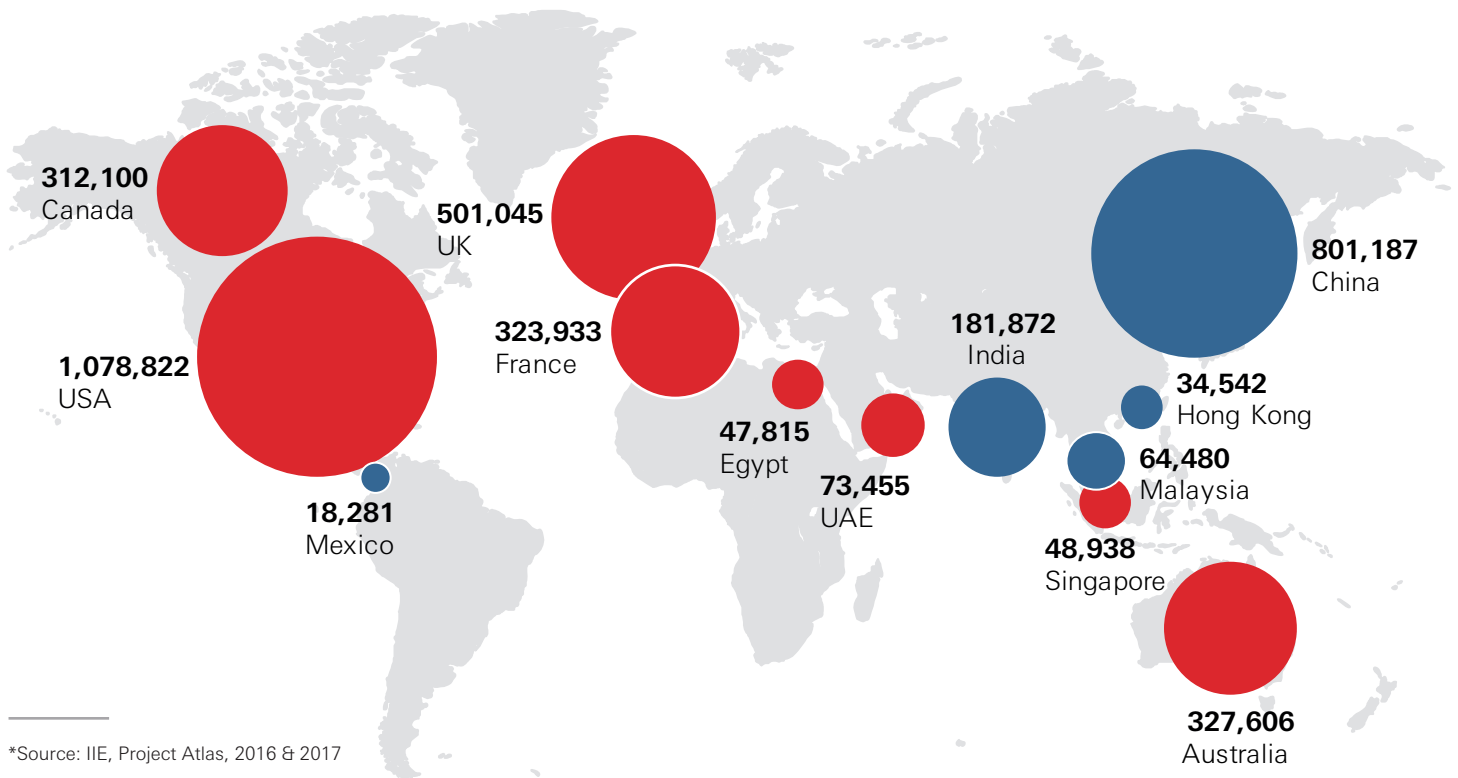 312,100
Canada
501,045
UK
801,187
China
323,933
France
181,872
India
1,078,822
USA
34,542
Hong Kong
47,815
Egypt
64,480
Malaysia
73,455
UAE
18,281
Mexico
48,938
Singapore
327,606
Australia
*Source: IIE, Project Atlas, 2016 & 2017